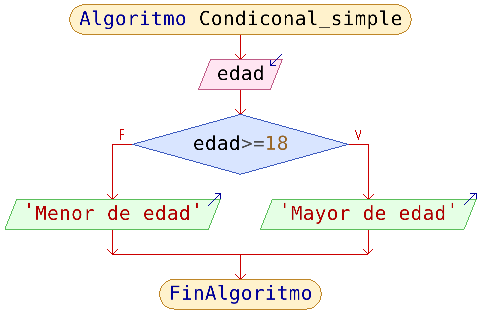 Algoritmo Condiconal_simple
edad
edad>=18
F
V
'Menor de edad'
'Mayor de edad'
FinAlgoritmo